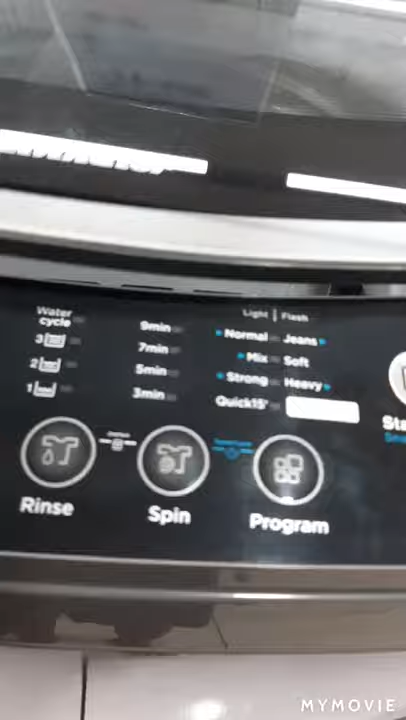 Water
cycle
3
2
1
9min
7min
5min
3min
Light | Flash
Normal Jeans
Mix Soft
Strong Heavy
Quick15'
Rinse
Spin
Program
MYMOVIE